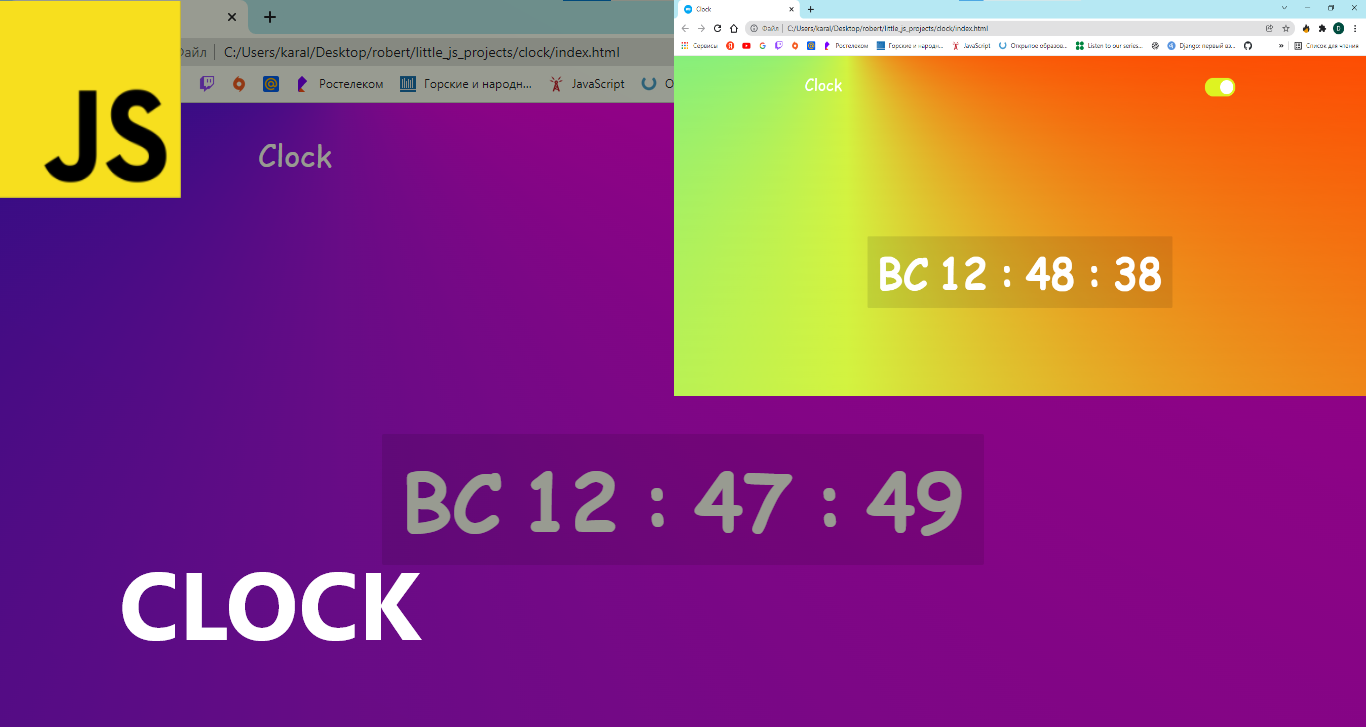 JS
Файл
C:/Users/karal/Desktop/robert/little_js_projects/clock/index.html
Ростелеком
Горские и народн...
JavaScript
О
Clock
ВС 12 : 47 : 49
CLOCK
Clock
Файл
C:/Users/karal/Desktop/robert/little_js_projects/clock/index.html
Сервисы
Ростелеком
Горские и народн...
JavaScript
Открытое образов...
Listen to our series...
Django: первый вз...
»
Список для чтения
Clock
ВС 12 : 48 : 38